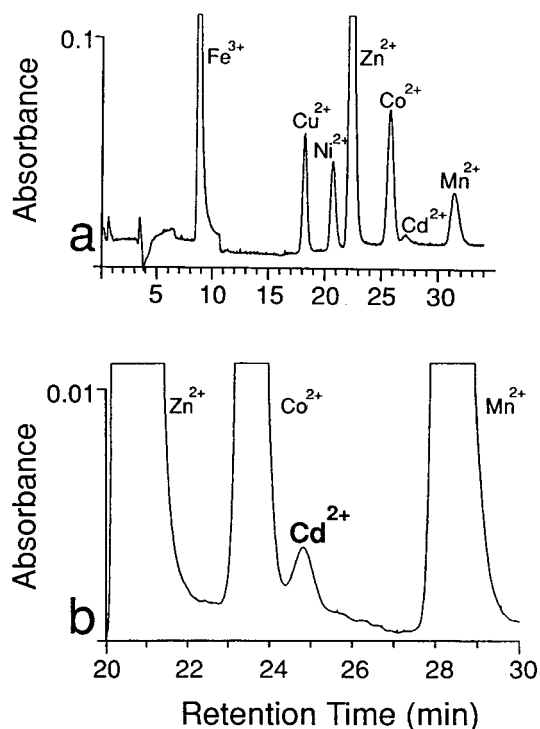 0.1
Absorbance
Fe³⁺
Cu²⁺
Ni²⁺
Zn²⁺
Co²⁺
Cd²⁺
Mn²⁺
a
5 10 15 20 25 30
0.01
Absorbance
Zn²⁺
Co²⁺
Cd²⁺
Mn²⁺
b
20 22 24 26 28 30
Retention Time (min)